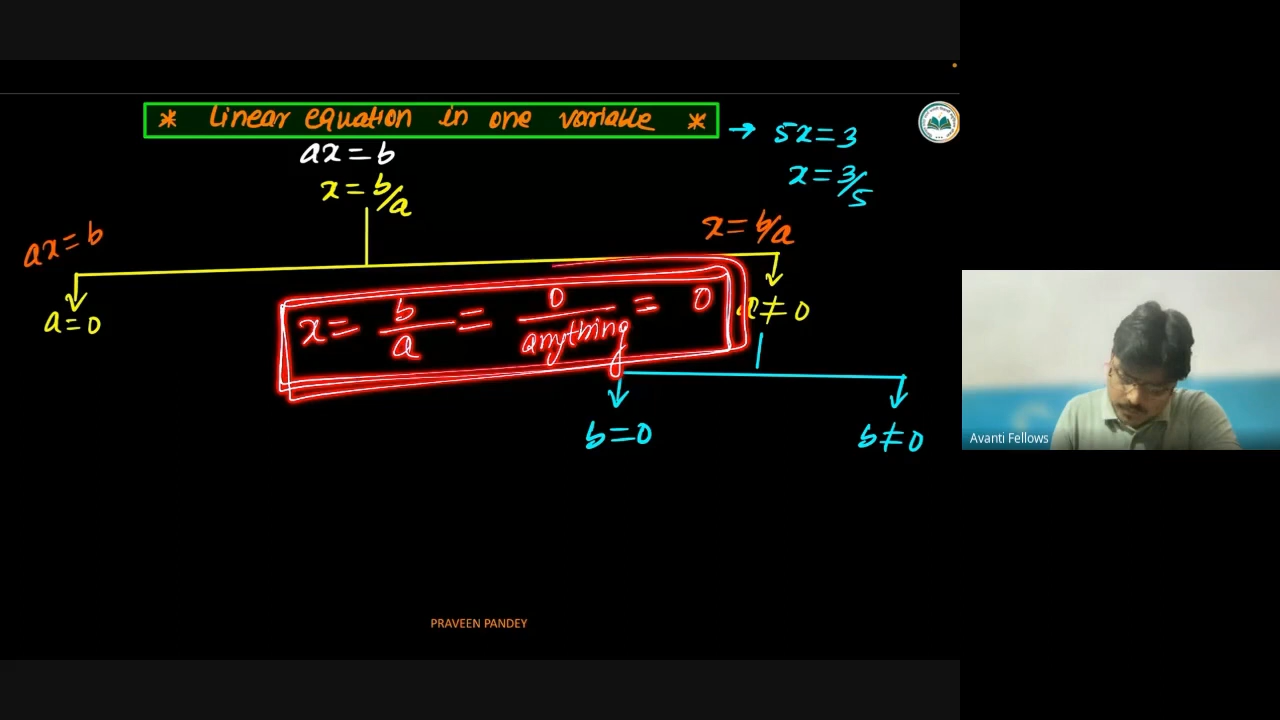 * Linear equation in one variable *
→ 5x=3
ax=b
x=3/5
x=b/a
ax=b
x=b/a
x= b/a = 0/anything = 0
a=0
a≠0
b=0
b≠0
Avanti Fellows
PRAVEEN PANDEY